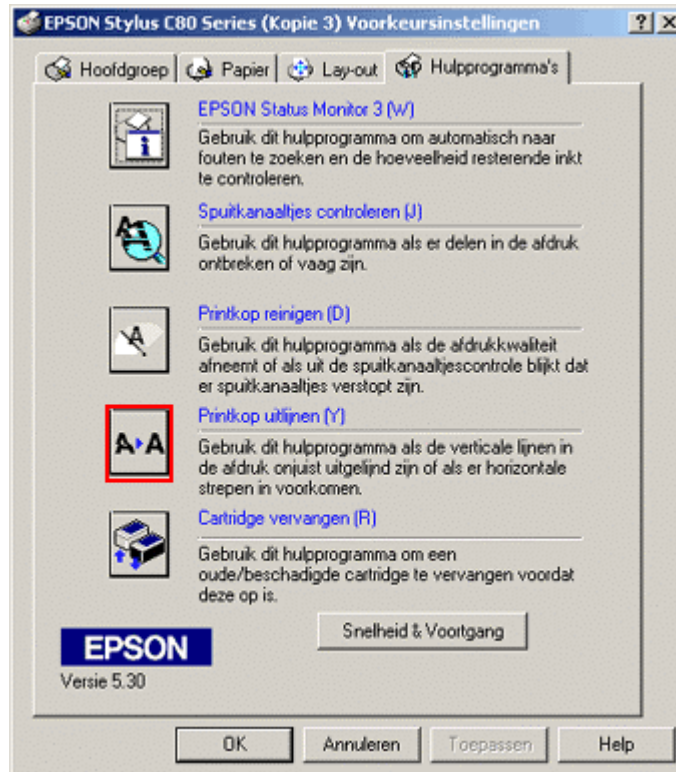 EPSON Stylus C80 Series (Kopie 3) Voorkeursinstellingen
Hoofdgroep
Papier
Lay-out
Hulpprogramma's
EPSON Status Monitor 3 (W)
Gebruik dit hulpprogramma om automatisch naar
fouten te zoeken en de hoeveelheid resterende inkt
te controleren.
Spuitkanaaltjes controleren (J)
Gebruik dit hulpprogramma als er delen in de afdruk
ontbreken of vaag zijn.
Printkop reinigen (D)
Gebruik dit hulpprogramma als de afdrukkwaliteit
afneemt of als uit de spuitkanaaltjescontrole blijkt dat
er spuitkanaaltjes verstopt zijn.
Printkop uitlijnen (Y)
Gebruik dit hulpprogramma als de verticale lijnen in
de afdruk onjuist uitgelijnd zijn of als er horizontale
strepen in voorkomen.
Cartridge vervangen (R)
Gebruik dit hulpprogramma om een
oude/beschadigde cartridge te vervangen voordat
deze op is.
Snelheid & Voortgang
EPSON
Versie 5.30
OK
Annuleren
Toepassen
Help